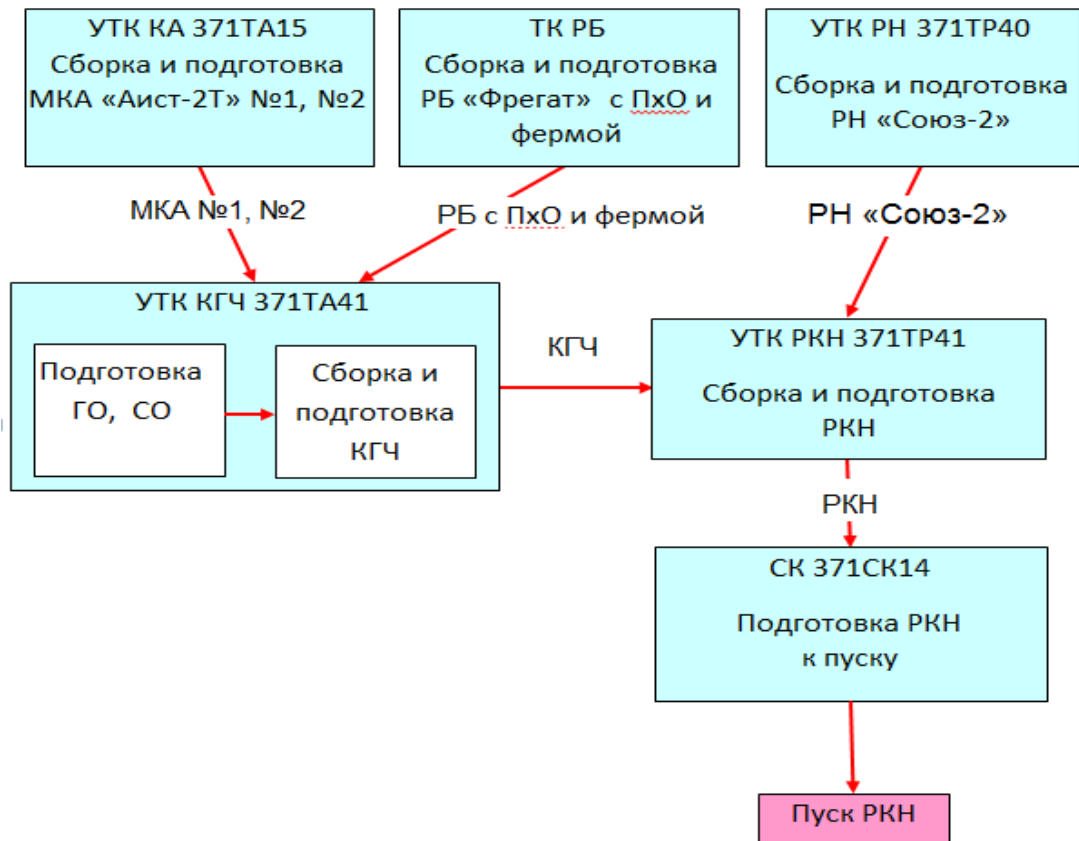 УТК КА 371ТА15
Сборка и подготовка
МКА «Аист-2Т» №1, №2
ТК РБ
Сборка и подготовка
РБ «Фрегат» с ПхО и
фермой
УТК РН 371ТР40
Сборка и подготовка
РН «Союз-2»
МКА №1, №2
РБ с ПхО и фермой
РН «Союз-2»
УТК КГЧ 371ТА41
Подготовка
ГО, СО
Сборка и
подготовка
КГЧ
КГЧ
УТК РКН 371ТР41
Сборка и подготовка
РКН
РКН
СК 371СК14
Подготовка РКН
к пуску
Пуск РКН